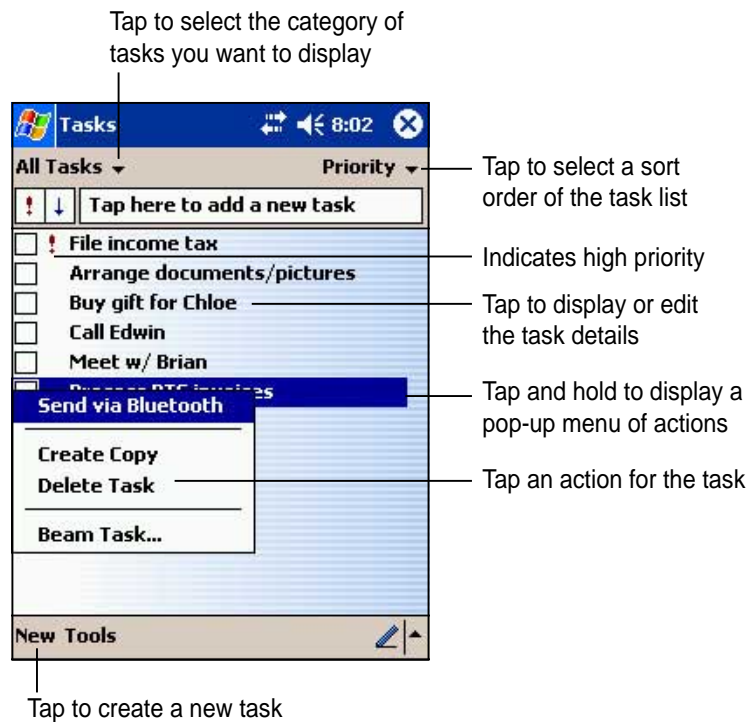 Tap to select the category of
tasks you want to display
Tasks 8:02
All Tasks Priority
Tap to select a sort
order of the task list
! ↓ Tap here to add a new task
! File income tax
Indicates high priority
Arrange documents/pictures
Buy gift for Chloe
Tap to display or edit
the task details
Call Edwin
Meet w/ Brian
Tap and hold to display a
pop-up menu of actions
Send via Bluetooth
Create Copy
Delete Task
Tap an action for the task
Beam Task...
New Tools
Tap to create a new task